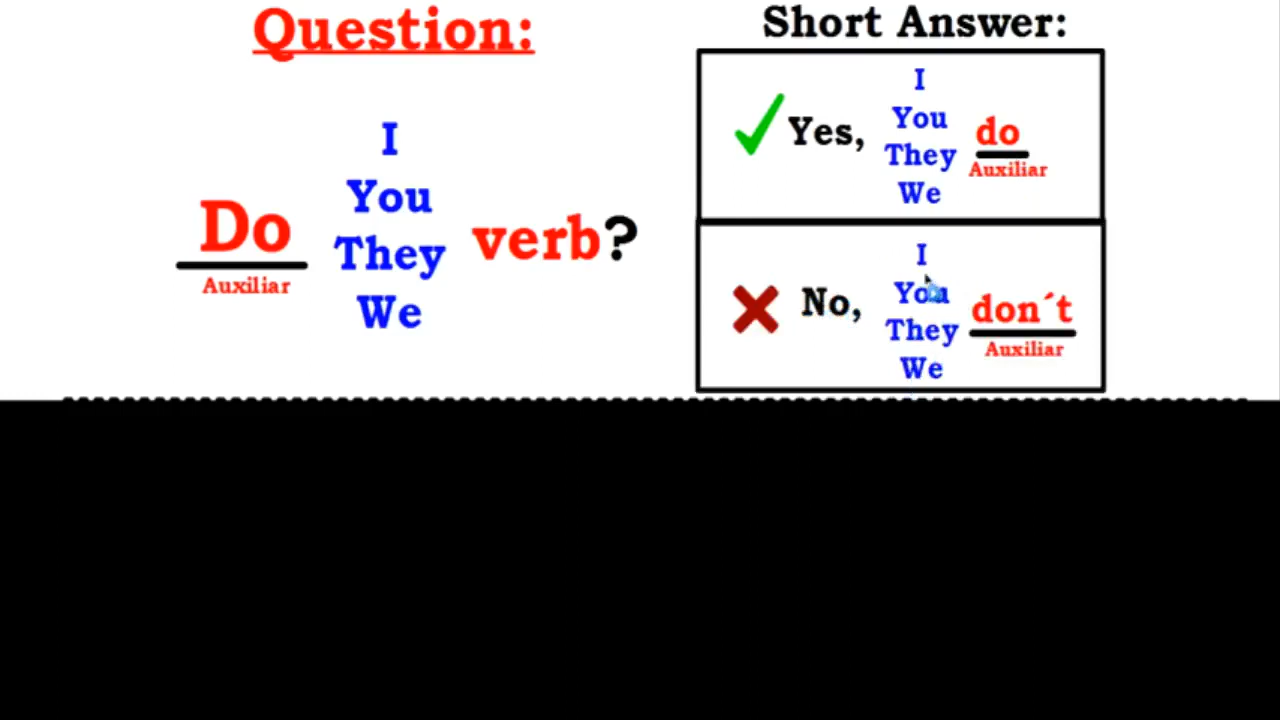 Question:
I
You
They
We
Do
Auxiliar
verb?
Short Answer:
Yes,
I
You
They
We
do
Auxiliar
No,
I
You
They
We
don´t
Auxiliar